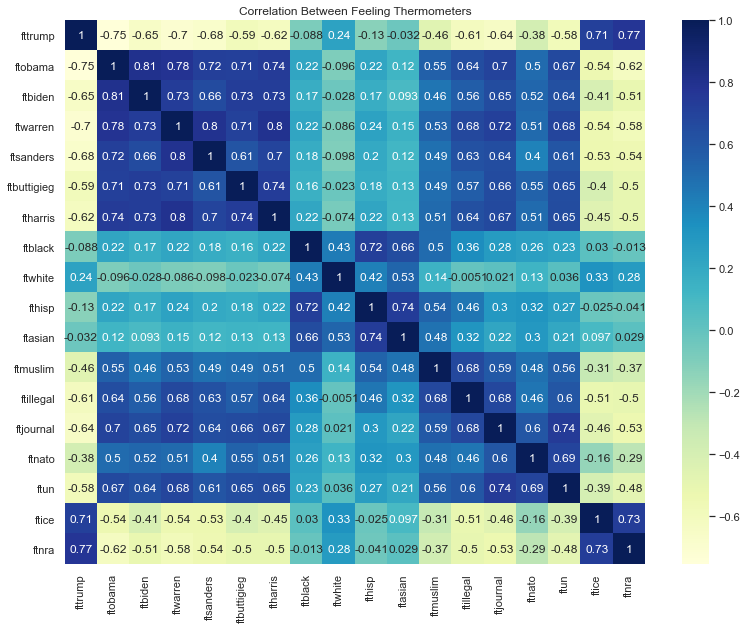 Correlation Between Feeling Thermometers
fttrump 1 -0.75 -0.65 -0.7 -0.68 -0.59 -0.62 -0.088 0.24 -0.13 -0.032 -0.46 -0.61 -0.64 -0.38 -0.58 0.71 0.77
ftobama -0.75 1 0.81 0.78 0.72 0.71 0.74 0.22 -0.096 0.22 0.12 0.55 0.64 0.7 0.5 0.67 -0.54 -0.62
ftbiden -0.65 0.81 1 0.73 0.66 0.73 0.73 0.17 -0.028 0.17 0.093 0.46 0.56 0.65 0.52 0.64 -0.41 -0.51
ftwarren -0.7 0.78 0.73 1 0.8 0.71 0.8 0.22 -0.086 0.24 0.15 0.53 0.68 0.72 0.51 0.68 -0.54 -0.58
ftsanders -0.68 0.72 0.66 0.8 1 0.61 0.7 0.18 -0.098 0.2 0.12 0.49 0.63 0.64 0.4 0.61 -0.53 -0.54
ftbuttigieg -0.59 0.71 0.73 0.71 0.61 1 0.74 0.16 -0.023 0.18 0.13 0.49 0.57 0.66 0.55 0.65 -0.4 -0.5
ftharris -0.62 0.74 0.73 0.8 0.7 0.74 1 0.22 -0.074 0.22 0.13 0.51 0.64 0.67 0.51 0.65 -0.45 -0.5
ftblack -0.088 0.22 0.17 0.22 0.18 0.16 0.22 1 0.43 0.72 0.66 0.5 0.36 0.28 0.26 0.23 0.03 -0.013
ftwhite 0.24 -0.096 -0.028 -0.086 -0.098 -0.023 -0.074 0.43 1 0.42 0.53 0.14 -0.0051 0.021 0.13 0.036 0.33 0.28
fthisp -0.13 0.22 0.17 0.24 0.2 0.18 0.22 0.72 0.42 1 0.74 0.54 0.46 0.3 0.32 0.27 -0.025 -0.041
ftasian -0.032 0.12 0.093 0.15 0.12 0.13 0.13 0.66 0.53 0.74 1 0.48 0.32 0.22 0.3 0.21 0.097 0.029
ftmuslim -0.46 0.55 0.46 0.53 0.49 0.49 0.51 0.5 0.14 0.54 0.48 1 0.68 0.59 0.48 0.56 -0.31 -0.37
ftillegal -0.61 0.64 0.56 0.68 0.63 0.57 0.64 0.36 -0.0051 0.46 0.32 0.68 1 0.68 0.46 0.6 -0.51 -0.5
ftjournal -0.64 0.7 0.65 0.72 0.64 0.66 0.67 0.28 0.021 0.3 0.22 0.59 0.68 1 0.6 0.74 -0.46 -0.53
ftnato -0.38 0.5 0.52 0.51 0.4 0.55 0.51 0.26 0.13 0.32 0.3 0.48 0.46 0.6 1 0.69 -0.16 -0.29
ftun -0.58 0.67 0.64 0.68 0.61 0.65 0.65 0.23 0.036 0.27 0.21 0.56 0.6 0.74 0.69 1 -0.39 -0.48
ftice 0.71 -0.54 -0.41 -0.54 -0.53 -0.4 -0.45 0.03 0.33 -0.025 0.097 -0.31 -0.51 -0.46 -0.16 -0.39 1 0.73
ftnra 0.77 -0.62 -0.51 -0.58 -0.54 -0.5 -0.5 -0.013 0.28 -0.041 0.029 -0.37 -0.5 -0.53 -0.29 -0.48 0.73 1
fttrump ftobama ftbiden ftwarren ftsanders ftbuttigieg ftharris ftblack ftwhite fthisp ftasian ftmuslim ftillegal ftjournal ftnato ftun ftice ftnra
1.0
0.8
0.6
0.4
0.2
0.0
−0.2
−0.4
−0.6